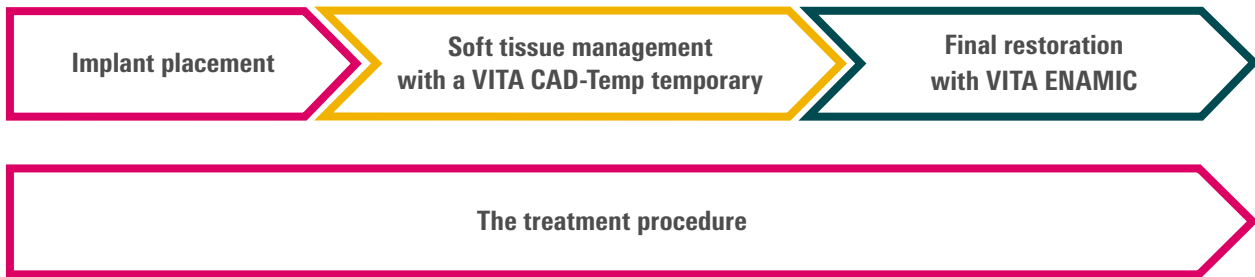 Implant placement
Soft tissue management
with a VITA CAD-Temp temporary
Final restoration
with VITA ENAMIC
The treatment procedure